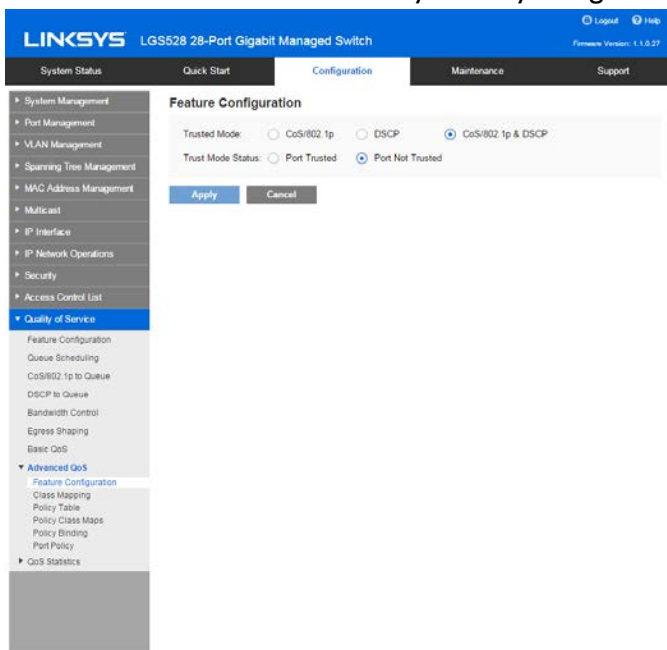 Logout Help
LINKSYS LGS528 28-Port Gigabit Managed Switch
Firmware Version: 1.1.0.27
System Status Quick Start Configuration Maintenance Support
System Management
Port Management
VLAN Management
Spanning Tree Management
MAC Address Management
Multicast
IP Interface
IP Network Operations
Security
Access Control List
Quality of Service
Feature Configuration
Queue Scheduling
CoS/802.1p to Queue
DSCP to Queue
Bandwidth Control
Egress Shaping
Basic QoS
Advanced QoS
Feature Configuration
Class Mapping
Policy Table
Policy Class Maps
Policy Binding
Port Policy
QoS Statistics
Feature Configuration
Trusted Mode: CoS/802.1p DSCP CoS/802.1p & DSCP
Trust Mode Status: Port Trusted Port Not Trusted
Apply Cancel